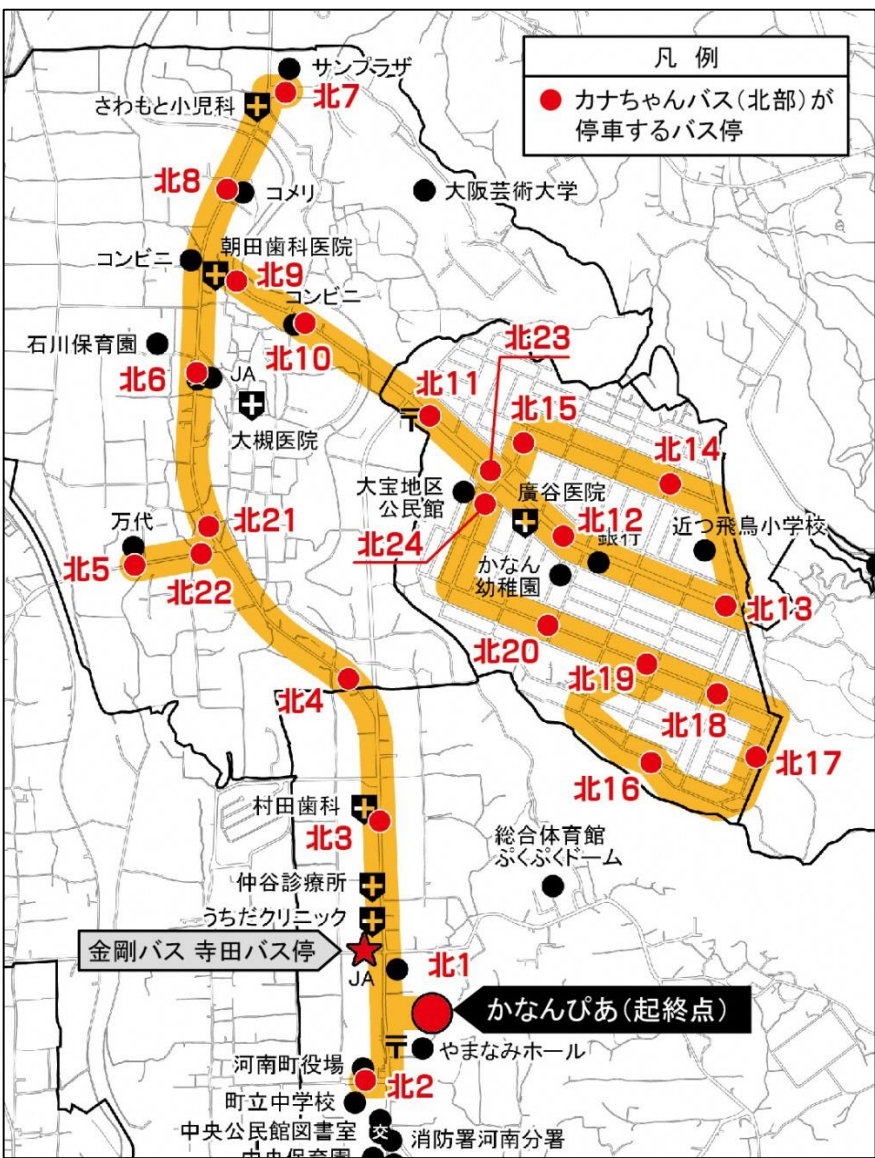 凡 例
カナちゃんバス(北部)が
停車するバス停
サンプラザ
さわもと小児科
北7
北8
コメリ
大阪芸術大学
コンビニ
朝田歯科医院
北9
コンビニ
北10
石川保育園
北6
JA
大槻医院
北23
北11
北15
北14
大宝地区
公民館
廣谷医院
北12
銀行
近つ飛鳥小学校
北24
かなん
幼稚園
北13
万代
北21
北5
北22
北20
北19
北18
北4
北16
北17
村田歯科
北3
総合体育館
ぷくぷくドーム
仲谷診療所
うちだクリニック
金剛バス 寺田バス停
JA
北1
かなんぴあ(起終点)
やまなみホール
河南町役場
北2
町立中学校
中央公民館図書室
交
消防署河南分署
中央保育園